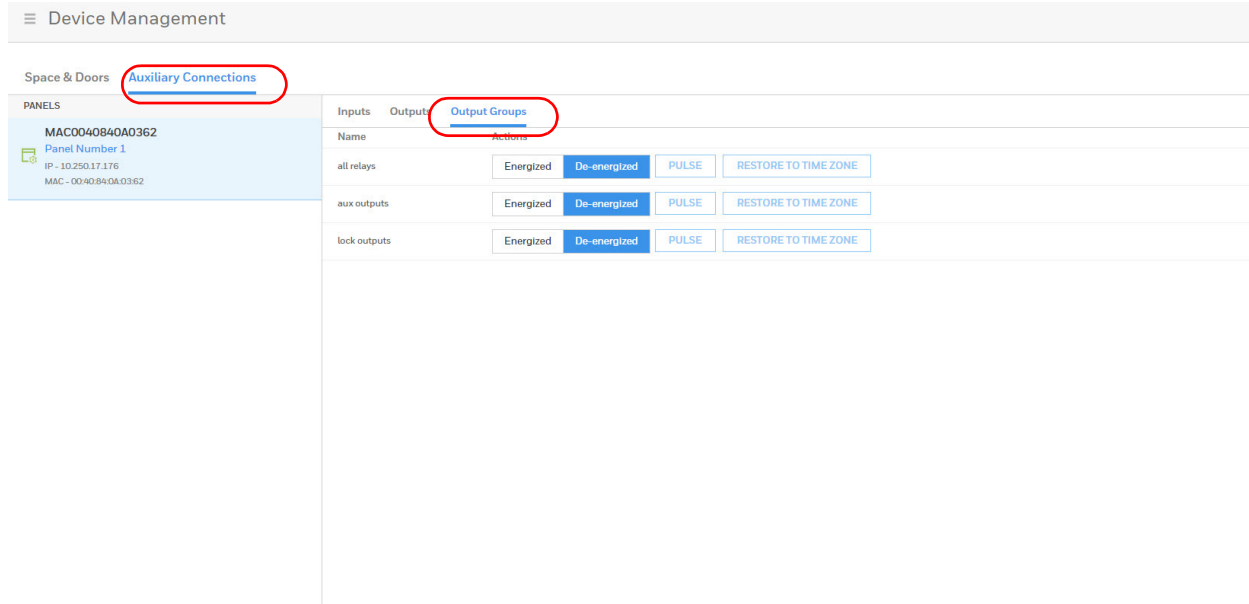 Device Management
Space & Doors Auxiliary Connections
PANELS
MAC0040840A0362
Panel Number 1
IP - 10.250.17.176
MAC - 00:40:84:0A:03:62
Inputs Outputs Output Groups
Name Actions
all relays Energized De-energized PULSE RESTORE TO TIME ZONE
aux outputs Energized De-energized PULSE RESTORE TO TIME ZONE
lock outputs Energized De-energized PULSE RESTORE TO TIME ZONE